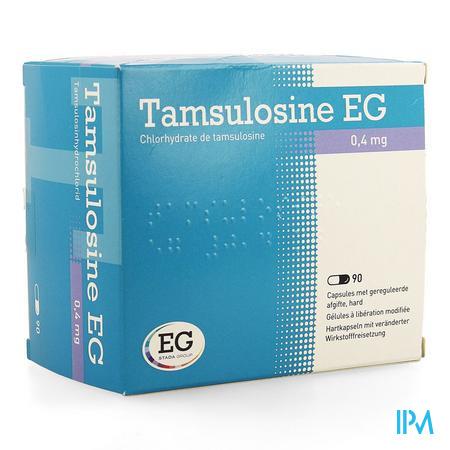 Tamsulosine EG
Chlorhydrate de tamsulosine
0,4 mg
90
Capsules met gereguleerde
afgifte, hard
Gélules à libération modifiée
Hartkapseln mit veränderter
Wirkstofffreisetzung
EG
STADA GROUP
Tamsulosine EG
Tamsulosinhydrochlorid
0,4 mg
90
IPM